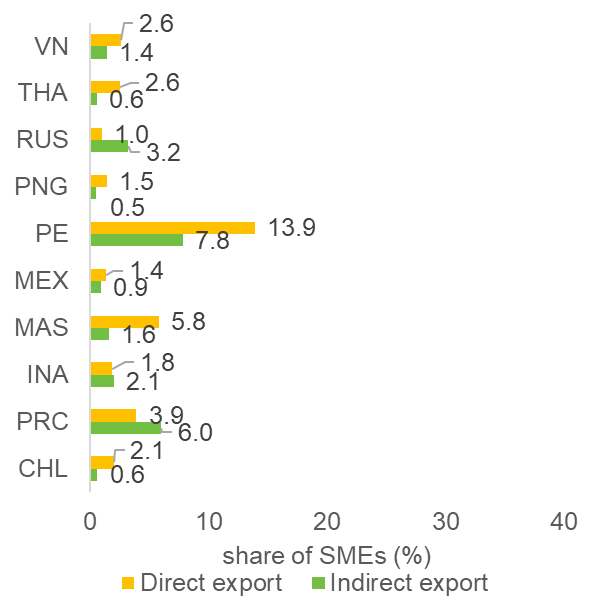 VN 2.6
1.4
THA 2.6
0.6
RUS 1.0
3.2
PNG 1.5
0.5
PE 13.9
7.8
MEX 1.4
0.9
MAS 5.8
1.6
INA 1.8
2.1
PRC 3.9
6.0
CHL 2.1
0.6
0 10 20 30 40
share of SMEs (%)
Direct export Indirect export